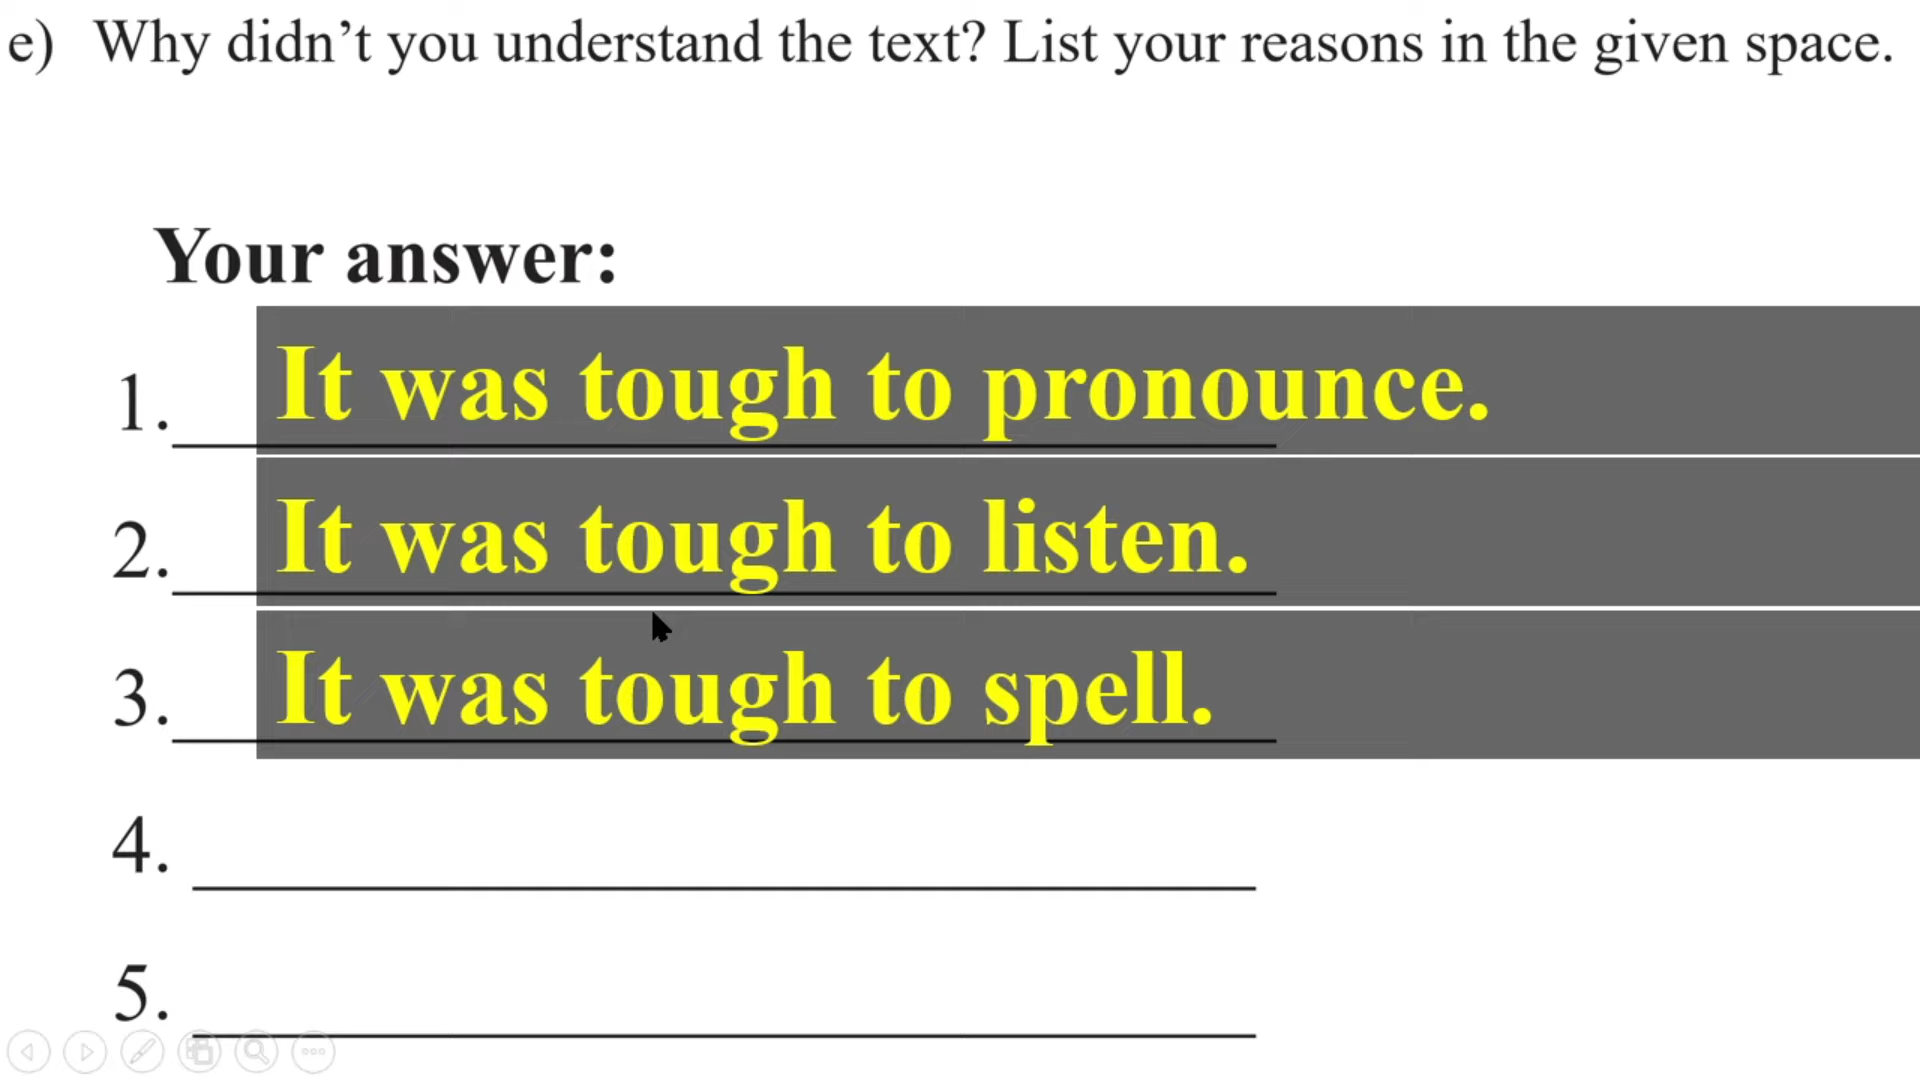 e) Why didn’t you understand the text? List your reasons in the given space.
Your answer:
1. It was tough to pronounce.
2. It was tough to listen.
3. It was tough to spell.
4.
5.